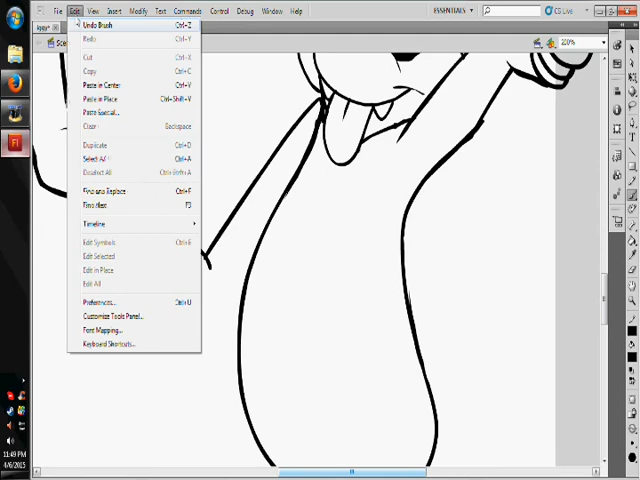 File Edit View Insert Modify Text Commands Control Debug Window Help
ESSENTIALS CS Live
Undo Brush Ctrl+Z
Redo Ctrl+Y
200%
Cut Ctrl+X
Copy Ctrl+C
Paste in Center Ctrl+V
Paste in Place Ctrl+Shift+V
Paste Special...
Clear Backspace
Duplicate Ctrl+D
Select All Ctrl+A
Deselect All Ctrl+Shift+A
Find and Replace Ctrl+F
Find Next F3
Timeline
Edit Symbols Ctrl+E
Edit Selected
Edit in Place
Edit All
Preferences... Ctrl+U
Customize Tools Panel...
Font Mapping...
Keyboard Shortcuts...
Fl
11:49 PM
4/6/2015